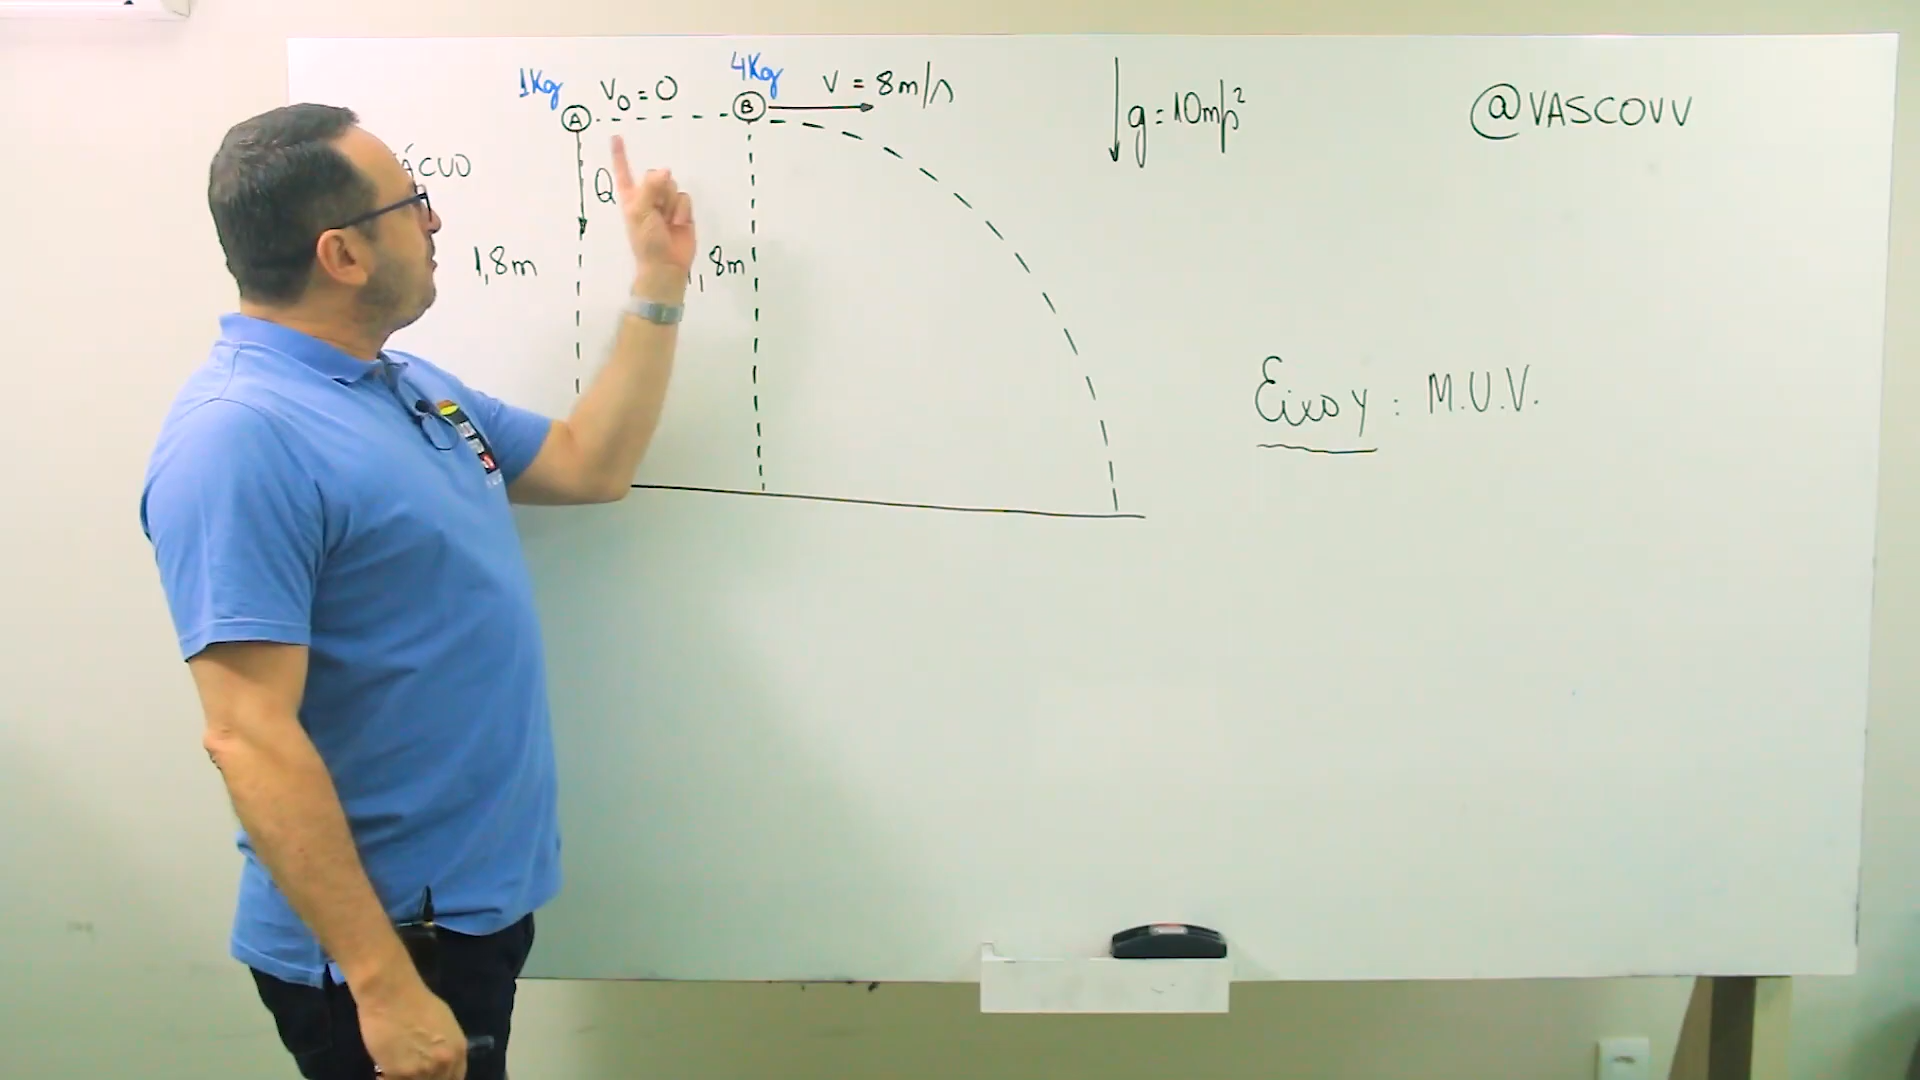 1Kg
V₀ = 0
4Kg
V = 8m/s
A
B
g = 10m/s²
@VASCOVV
ÁCUO
Q
1,8m
,8m
Eixo Y : M.U.V.